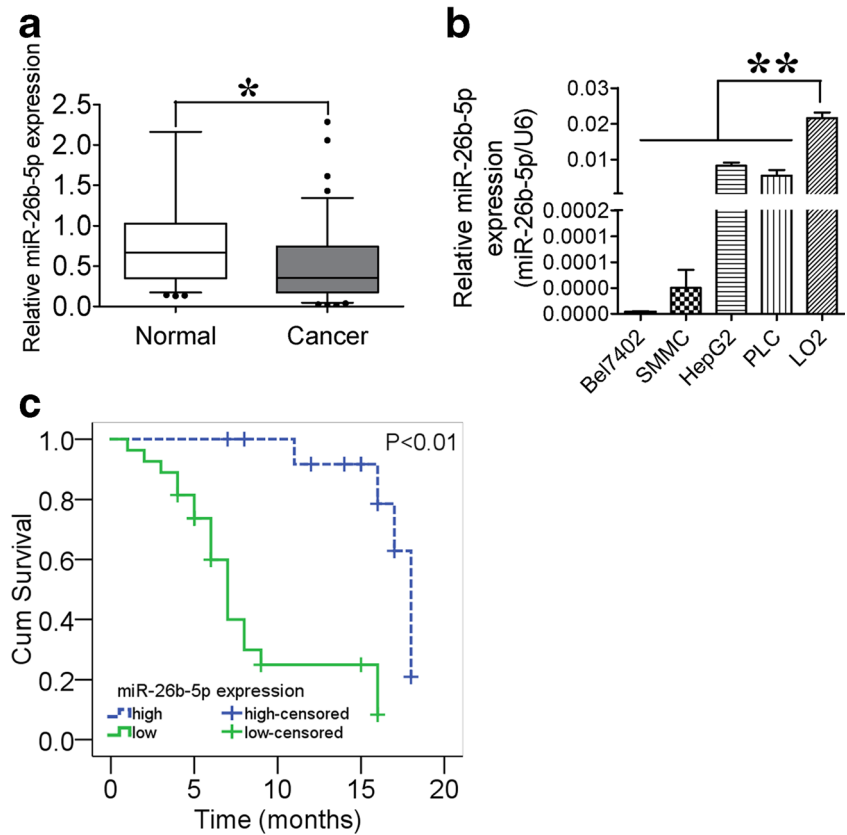 a
Relative miR-26b-5p expression
2.5
2.0
1.5
1.0
0.5
0.0
*
Normal
Cancer
b
Relative miR-26b-5p
expression
(miR-26b-5p/U6)
0.03
0.02
0.01
0.0002
0.0001
0.0001
0.0000
0.0000
**
Bel7402
SMMC
HepG2
PLC
LO2
c
Cum Survival
1.0
0.8
0.6
0.4
0.2
0.0
P<0.01
miR-26b-5p expression
high
high-censored
low
low-censored
0
5
10
15
20
Time (months)